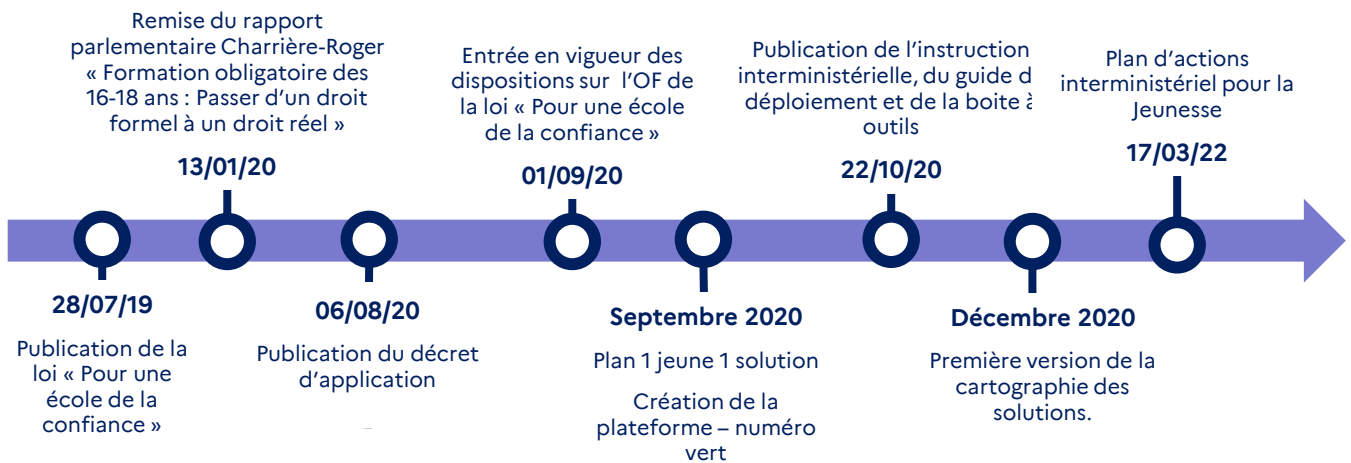 Remise du rapport
parlementaire Charrière-Roger
« Formation obligatoire des
16-18 ans : Passer d’un droit
formel à un droit réel »
13/01/20
Entrée en vigueur des
dispositions sur l’OF de
la loi « Pour une école
de la confiance »
01/09/20
Publication de l’instruction
interministérielle, du guide
déploiement et de la boite
outils
22/10/20
Plan d’actions
interministériel pour la
Jeunesse
17/03/22
28/07/19
Publication de la
loi « Pour une
école de la
confiance »
06/08/20
Publication du décret
d’application
Septembre 2020
Plan 1 jeune 1 solution
Création de la
plateforme – numéro
vert
Décembre 2020
Première version de la
cartographie des
solutions.